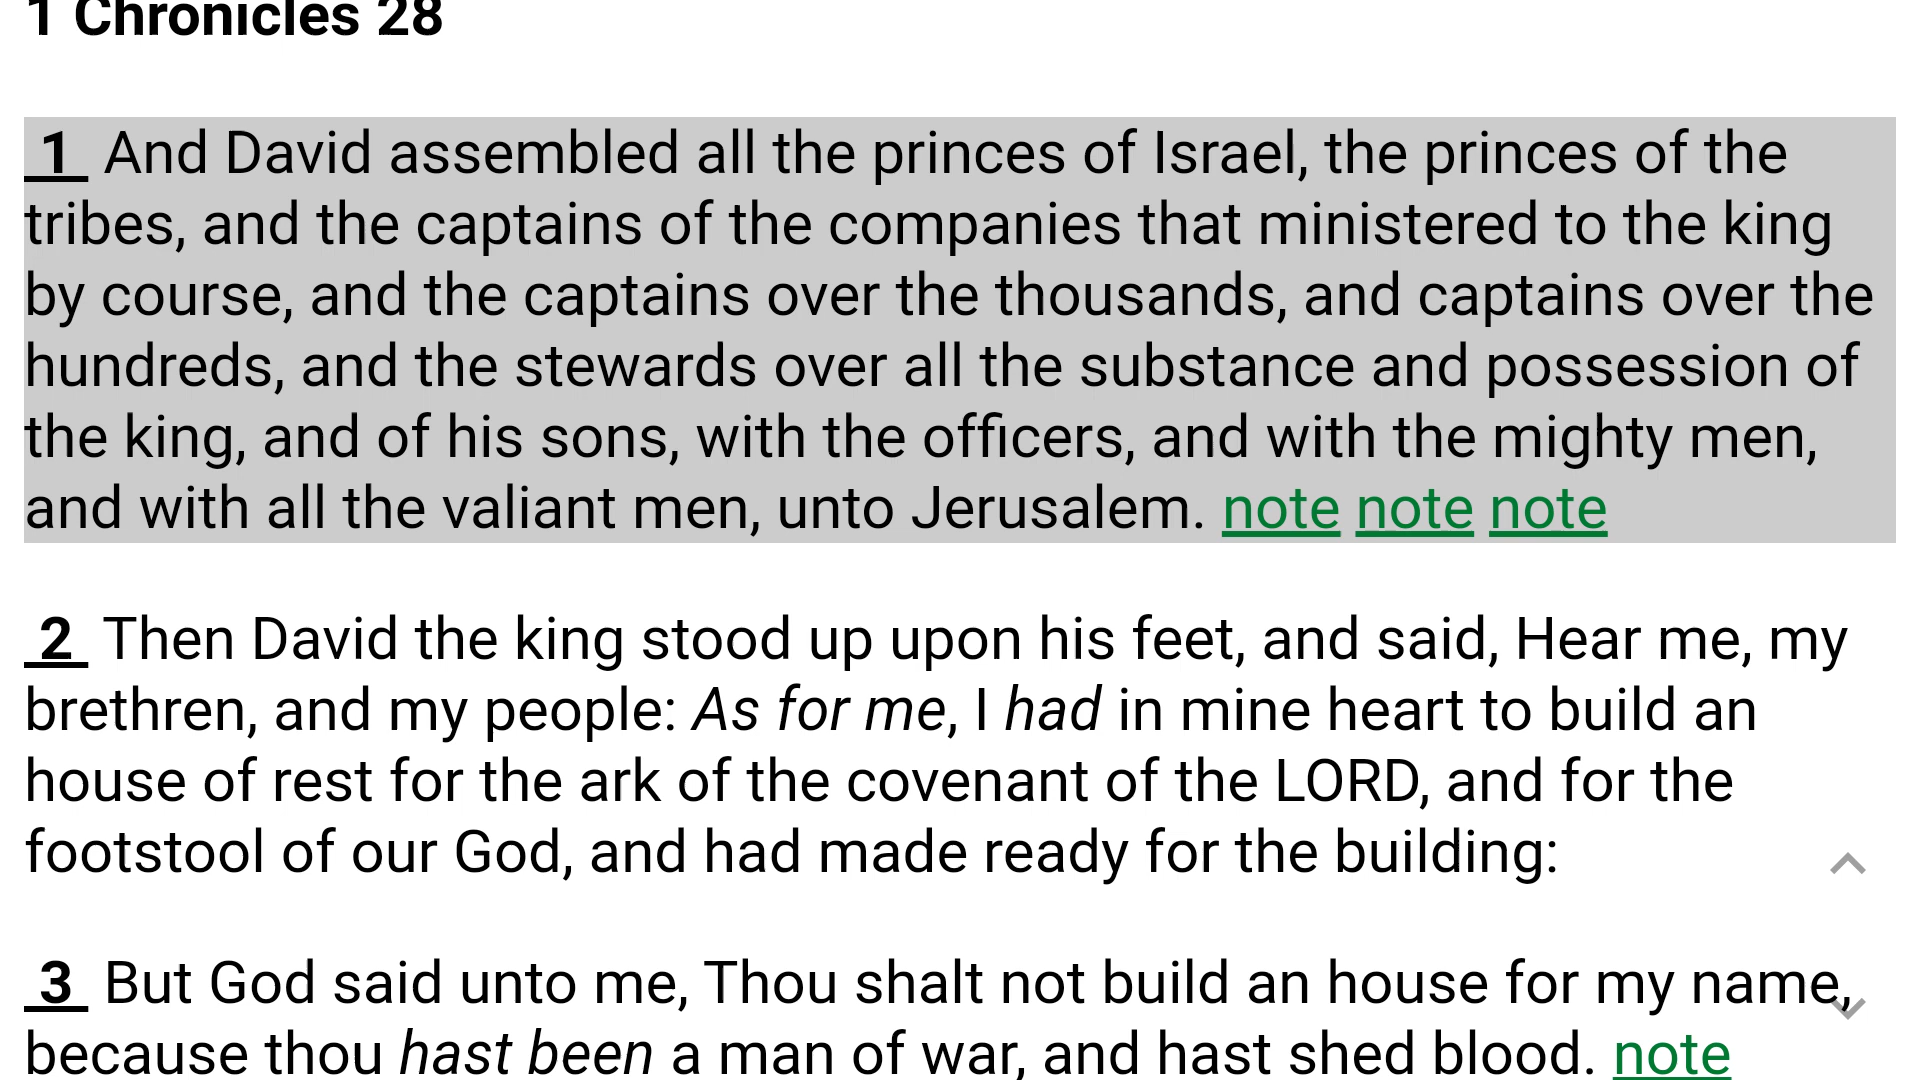 1 Chronicles 28
1 And David assembled all the princes of Israel, the princes of the
tribes, and the captains of the companies that ministered to the king
by course, and the captains over the thousands, and captains over the
hundreds, and the stewards over all the substance and possession of
the king, and of his sons, with the officers, and with the mighty men,
and with all the valiant men, unto Jerusalem. note note note
2 Then David the king stood up upon his feet, and said, Hear me, my
brethren, and my people: As for me, I had in mine heart to build an
house of rest for the ark of the covenant of the LORD, and for the
footstool of our God, and had made ready for the building:
3 But God said unto me, Thou shalt not build an house for my name,
because thou hast been a man of war, and hast shed blood. note